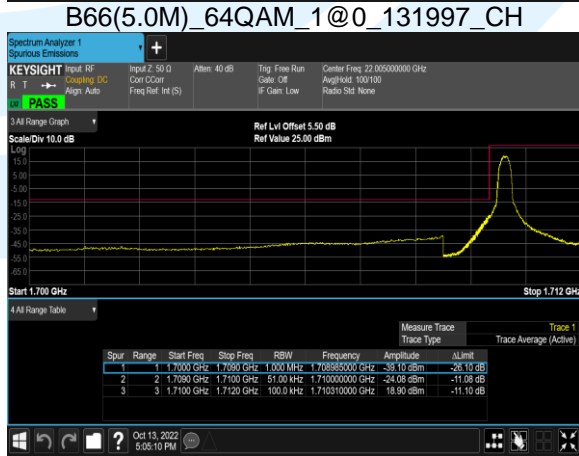 B66(5.0M)_64QAM_1@0_131997_CH
Spectrum Analyzer 1
Spurious Emissions
+
KEYSIGHT Input: RF Input Z: 50 Ω Atten: 40 dB Trig: Free Run Center Freq: 22.005000000 GHz
R T Coupling: DC Corr CCorr Gate: Off Avg|Hold: 100/100
Align: Auto Freq Ref: Int (S) IF Gain: Low Radio Std: None
PASS
3 All Range Graph
Ref Lvl Offset 5.50 dB
Scale/Div 10.0 dB Ref Value 25.00 dBm
Log
15.0
5.00
-5.00
-15.0
-25.0
-35.0
-45.0
-55.0
-65.0
Start 1.700 GHz Stop 1.712 GHz
4 All Range Table
Measure Trace Trace 1
Trace Type Trace Average (Active)
Spur Range Start Freq Stop Freq RBW Frequency Amplitude ΔLimit
1 1 1.7000 GHz 1.7090 GHz 1.000 MHz 1.708985000 GHz -39.10 dBm -26.10 dB
2 2 1.7090 GHz 1.7100 GHz 51.00 kHz 1.710000000 GHz -24.08 dBm -11.08 dB
3 3 1.7100 GHz 1.7120 GHz 100.0 kHz 1.710310000 GHz 18.90 dBm -11.10 dB
? Oct 13, 2022
5:05:10 PM